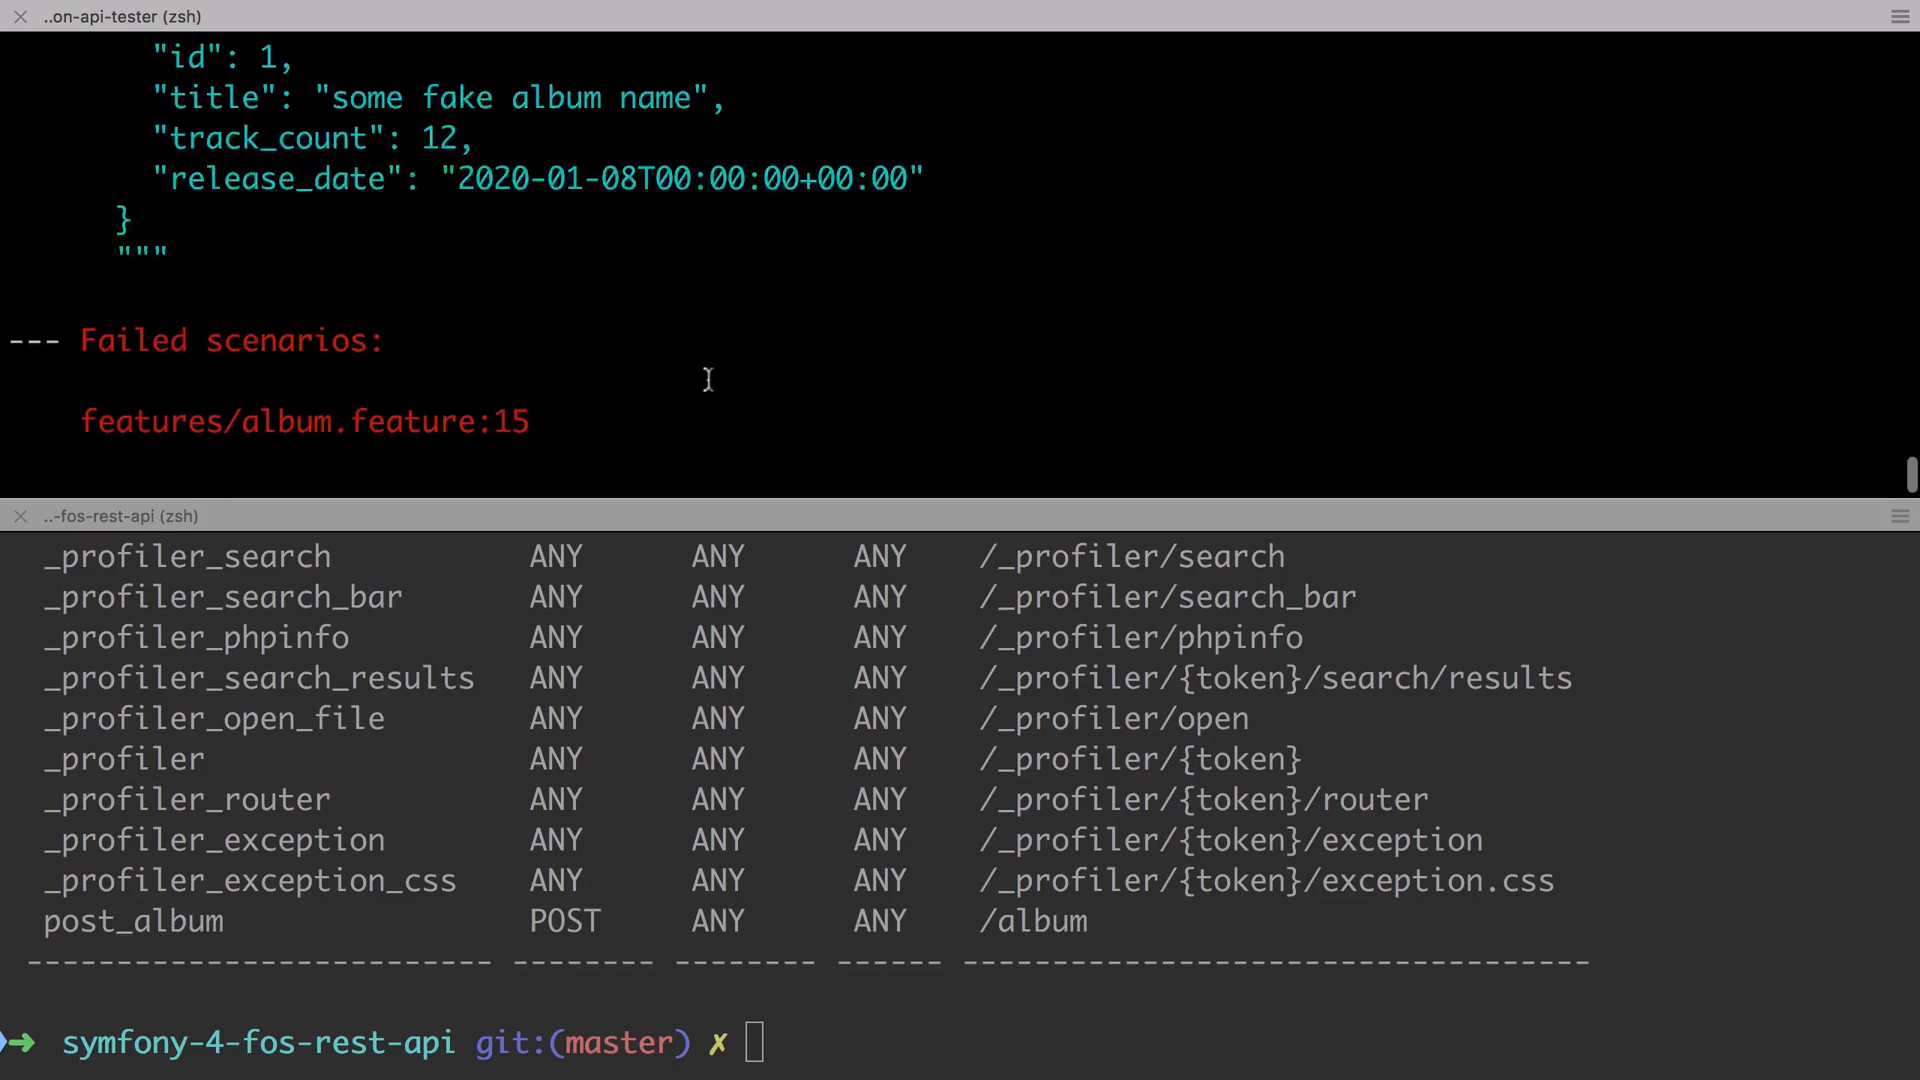 ..on-api-tester (zsh)
"id": 1,
"title": "some fake album name",
"track_count": 12,
"release_date": "2020-01-08T00:00:00+00:00"
}
"""
--- Failed scenarios:
features/album.feature:15
..-fos-rest-api (zsh)
_profiler_search ANY ANY ANY /_profiler/search
_profiler_search_bar ANY ANY ANY /_profiler/search_bar
_profiler_phpinfo ANY ANY ANY /_profiler/phpinfo
_profiler_search_results ANY ANY ANY /_profiler/{token}/search/results
_profiler_open_file ANY ANY ANY /_profiler/open
_profiler ANY ANY ANY /_profiler/{token}
_profiler_router ANY ANY ANY /_profiler/{token}/router
_profiler_exception ANY ANY ANY /_profiler/{token}/exception
_profiler_exception_css ANY ANY ANY /_profiler/{token}/exception.css
post_album POST ANY ANY /album
-------------------------- -------- -------- ------ -----------------------------------
➜ symfony-4-fos-rest-api git:(master) ✗